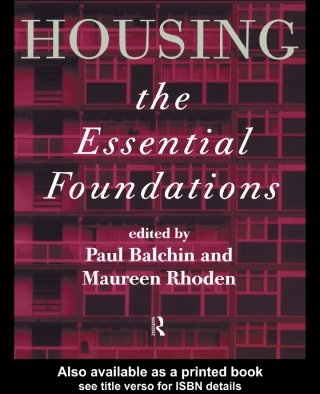 HOUSING
the
Essential
Foundations
edited by
Paul Balchin and
Maureen Rhoden
Also available as a printed book
see title verso for ISBN details